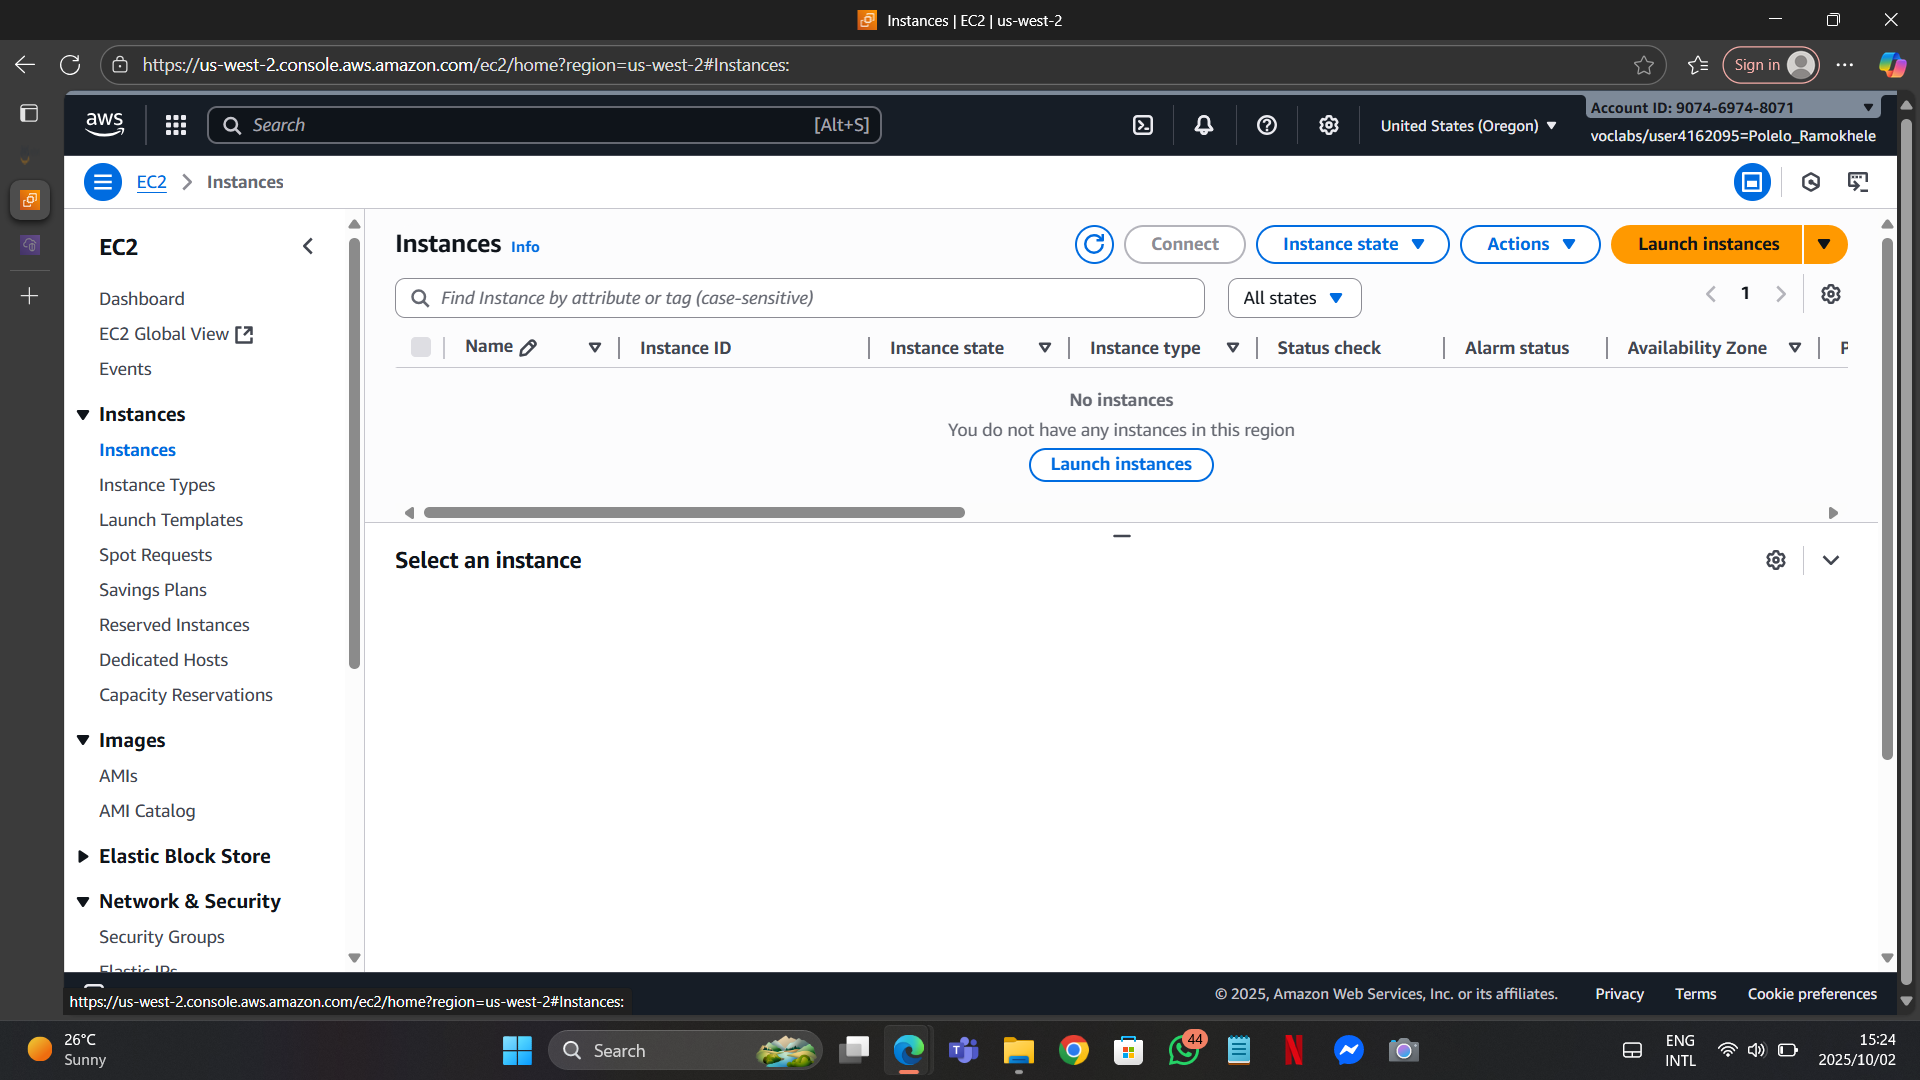 Instances | EC2 | us-west-2
https://us-west-2.console.aws.amazon.com/ec2/home?region=us-west-2#Instances:
Sign in
aws
Search
[Alt+S]
United States (Oregon)
Account ID: 9074-6974-8071
voclabs/user4162095=Polelo_Ramokhele
EC2
Instances
EC2
Dashboard
EC2 Global View
Events
Instances
Instances
Instance Types
Launch Templates
Spot Requests
Savings Plans
Reserved Instances
Dedicated Hosts
Capacity Reservations
Images
AMIs
AMI Catalog
Elastic Block Store
Network & Security
Security Groups
Elastic IPs
Instances Info
Connect
Instance state
Actions
Launch instances
Find Instance by attribute or tag (case-sensitive)
All states
1
Name
Instance ID
Instance state
Instance type
Status check
Alarm status
Availability Zone
P
No instances
You do not have any instances in this region
Launch instances
Select an instance
https://us-west-2.console.aws.amazon.com/ec2/home?region=us-west-2#Instances:
© 2025, Amazon Web Services, Inc. or its affiliates.
Privacy
Terms
Cookie preferences
26°C
Sunny
Search
44
ENG
INTL
15:24
2025/10/02